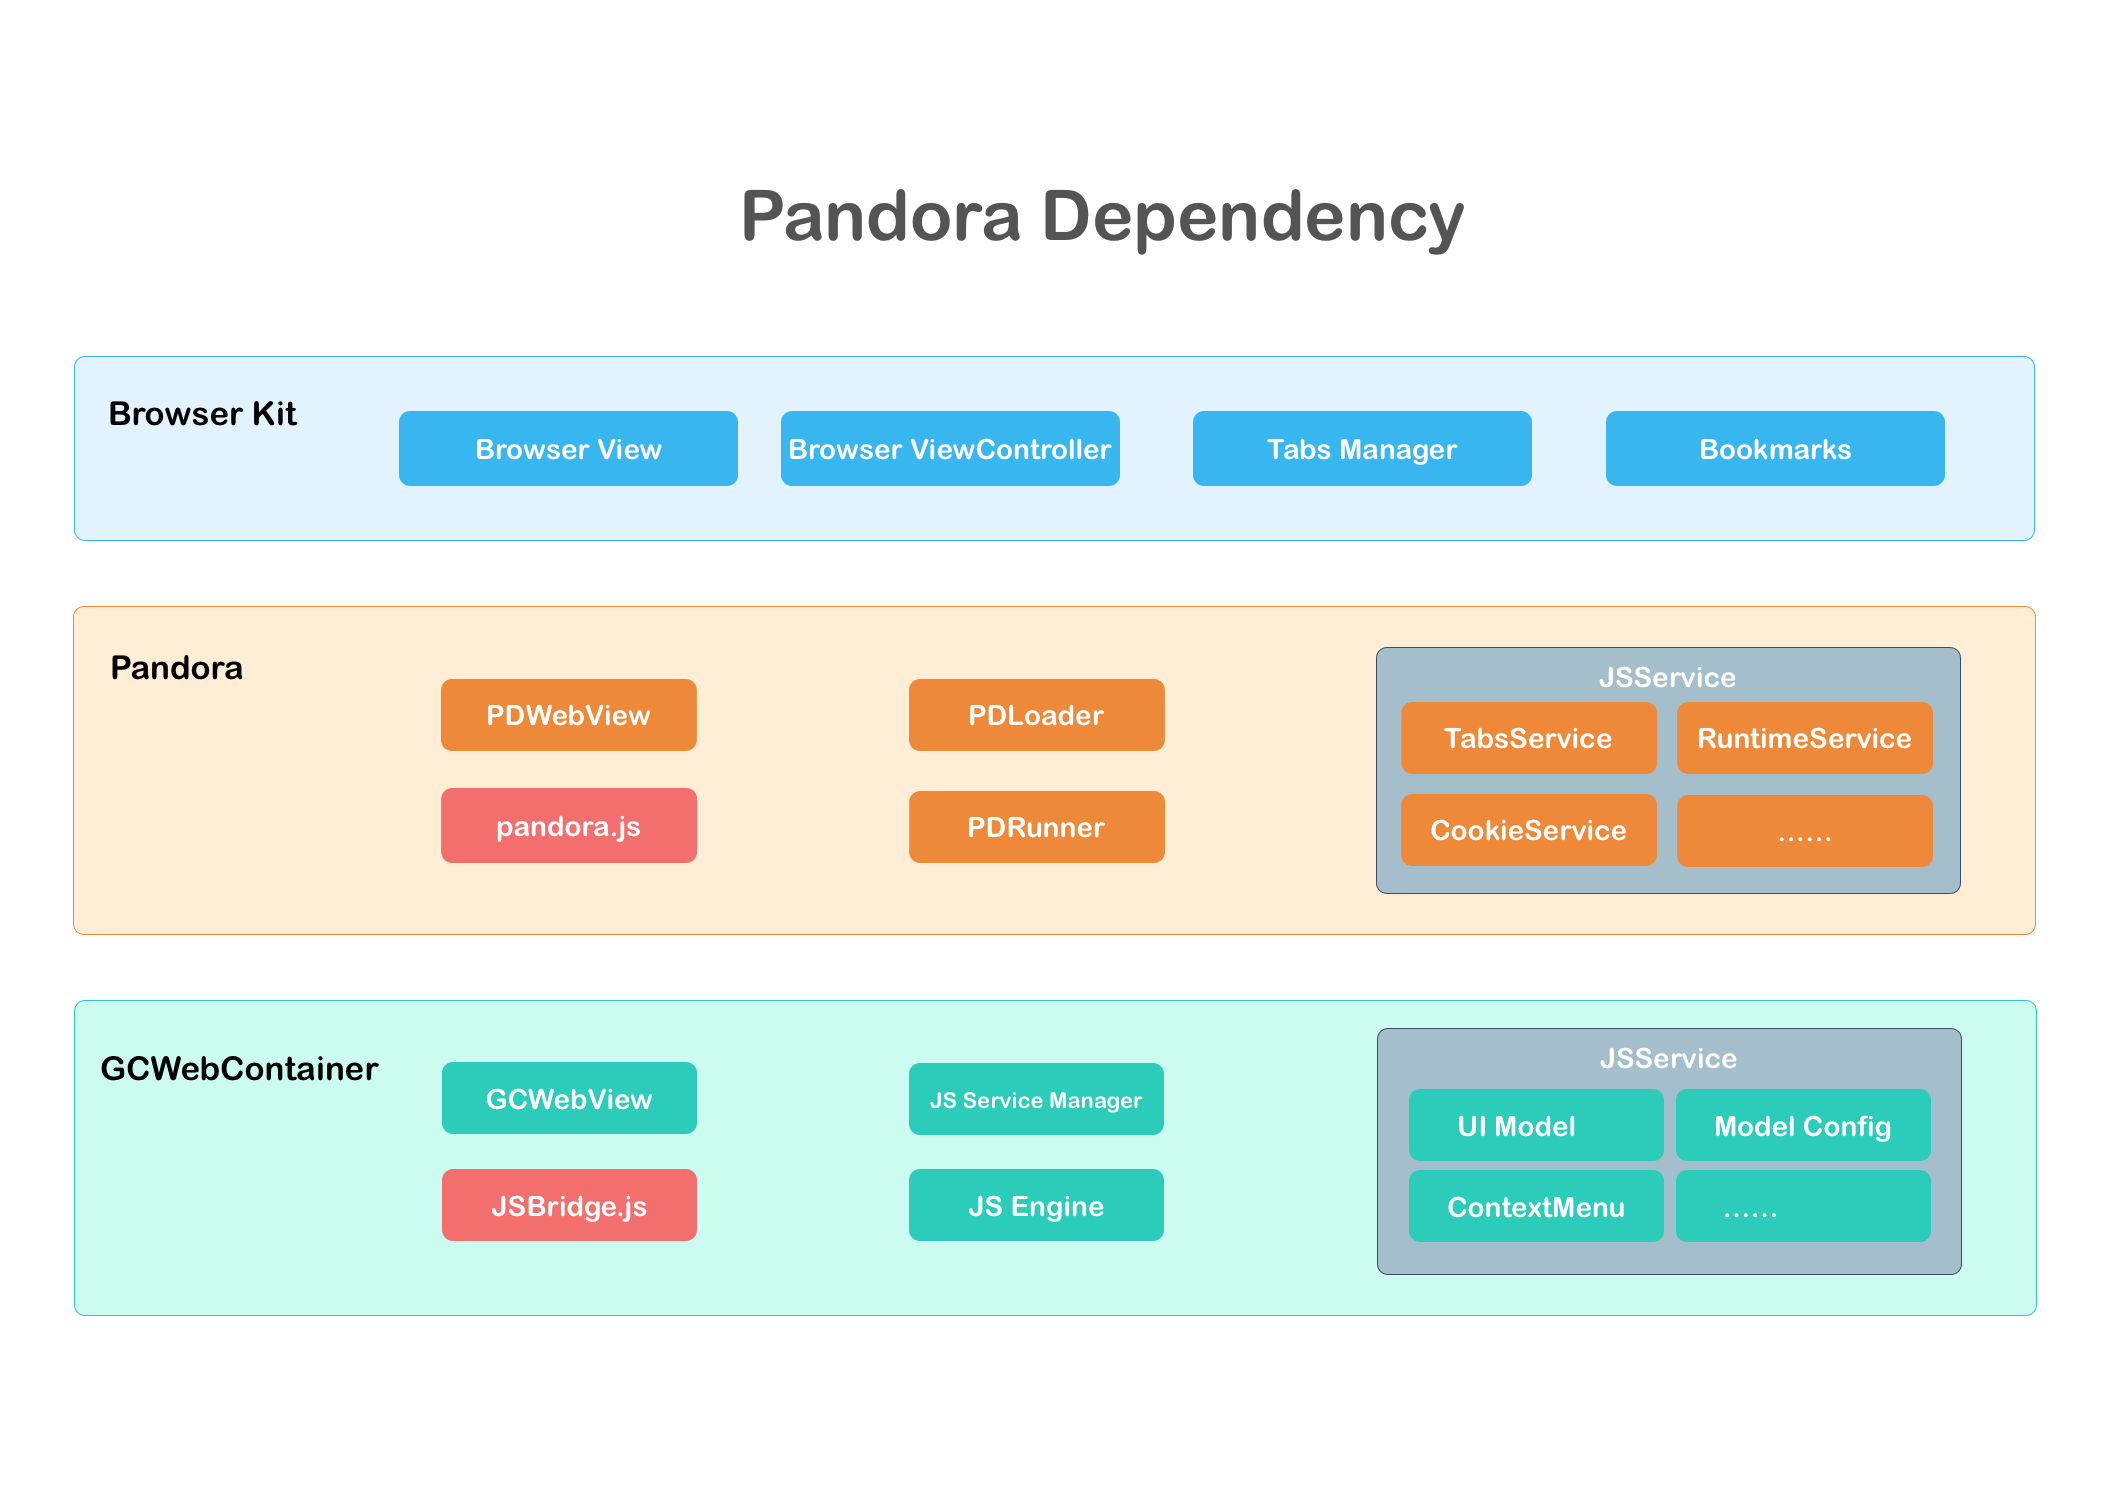 Pandora Dependency
Browser Kit
Browser View
Browser ViewController
Tabs Manager
Bookmarks
Pandora
PDWebView
PDLoader
pandora.js
PDRunner
JSService
TabsService
RuntimeService
CookieService
......
GCWebContainer
GCWebView
JS Service Manager
JSBridge.js
JS Engine
JSService
UI Model
Model Config
ContextMenu
......